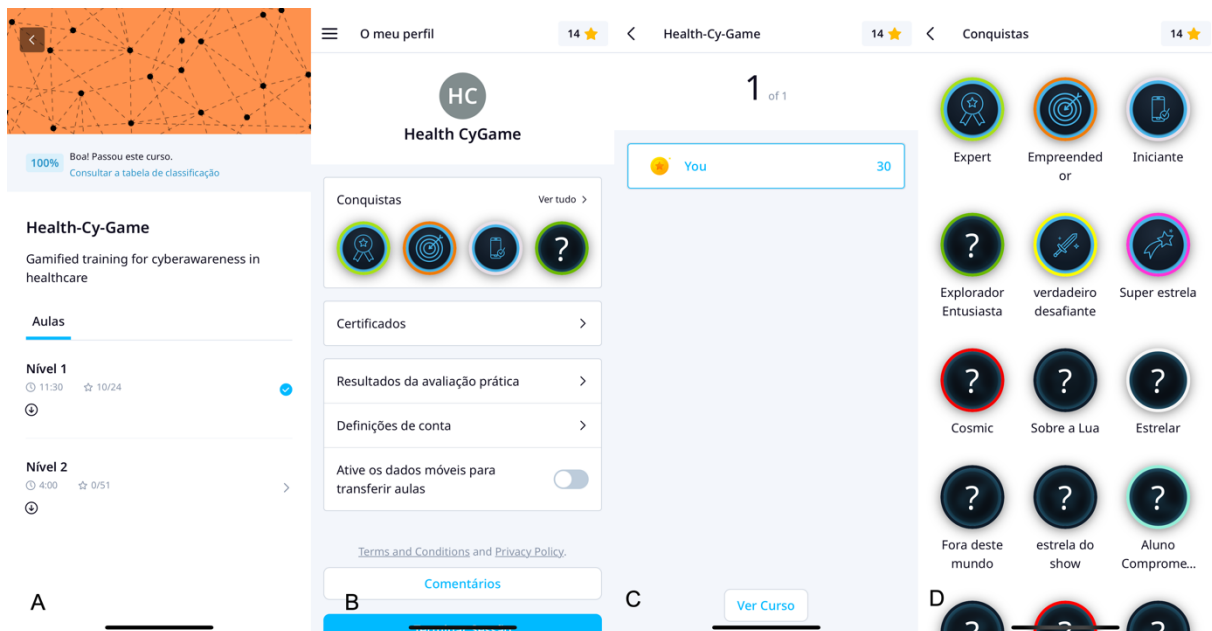 100%
Boa! Passou este curso.
Consultar a tabela de classificação
Health-Cy-Game
Gamified training for cyberawareness in
healthcare
Aulas
Nível 1
11:30 10/24
Nível 2
4:00 0/51
A
O meu perfil 14
HC
Health CyGame
Conquistas Ver tudo >
?
Certificados
Resultados da avaliação prática
Definições de conta
Ative os dados móveis para
transferir aulas
Terms and Conditions and Privacy Policy.
Comentários
B
Health-Cy-Game 14
1 of 1
You 30
Ver Curso
C
Conquistas 14
Expert Empreended Iniciante
or
?
Explorador verdadeiro Super estrela
Entusiasta desafiante
? ? ?
Cosmic Sobre a Lua Estrelar
? ? ?
Fora deste estrela do Aluno
mundo show Comprome...
D
? ? ?